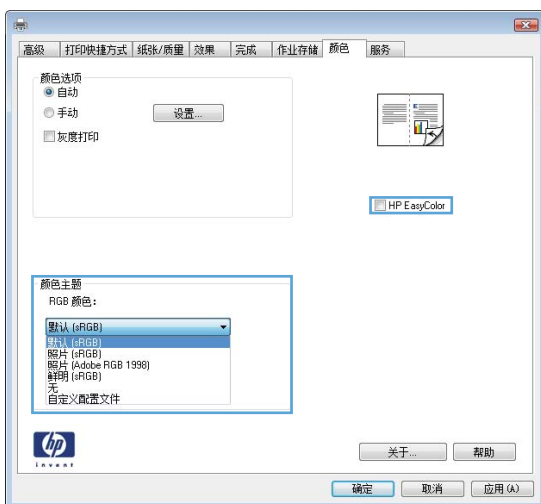 高级 打印快捷方式 纸张/质量 效果 完成 作业存储 颜色 服务
颜色选项
自动
手动 设置...
灰度打印
HP EasyColor
颜色主题
RGB 颜色：
默认 (sRGB)
默认 (sRGB)
照片 (sRGB)
照片 (Adobe RGB 1998)
鲜明 (sRGB)
无
自定义配置文件
hp
invent
关于... 帮助
确定 取消 应用 (A)